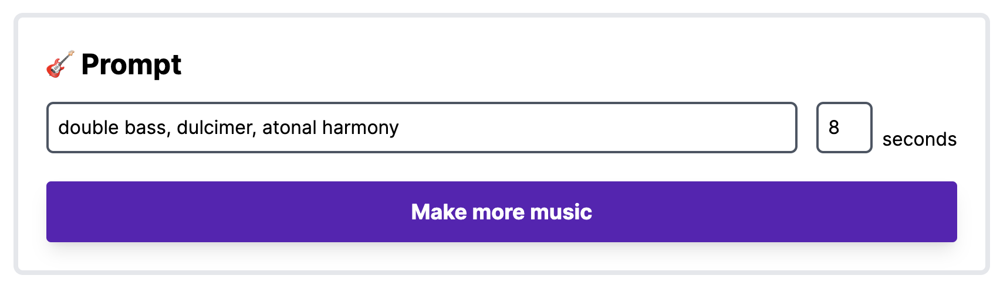 🎸 Prompt
double bass, dulcimer, atonal harmony
8 seconds
Make more music